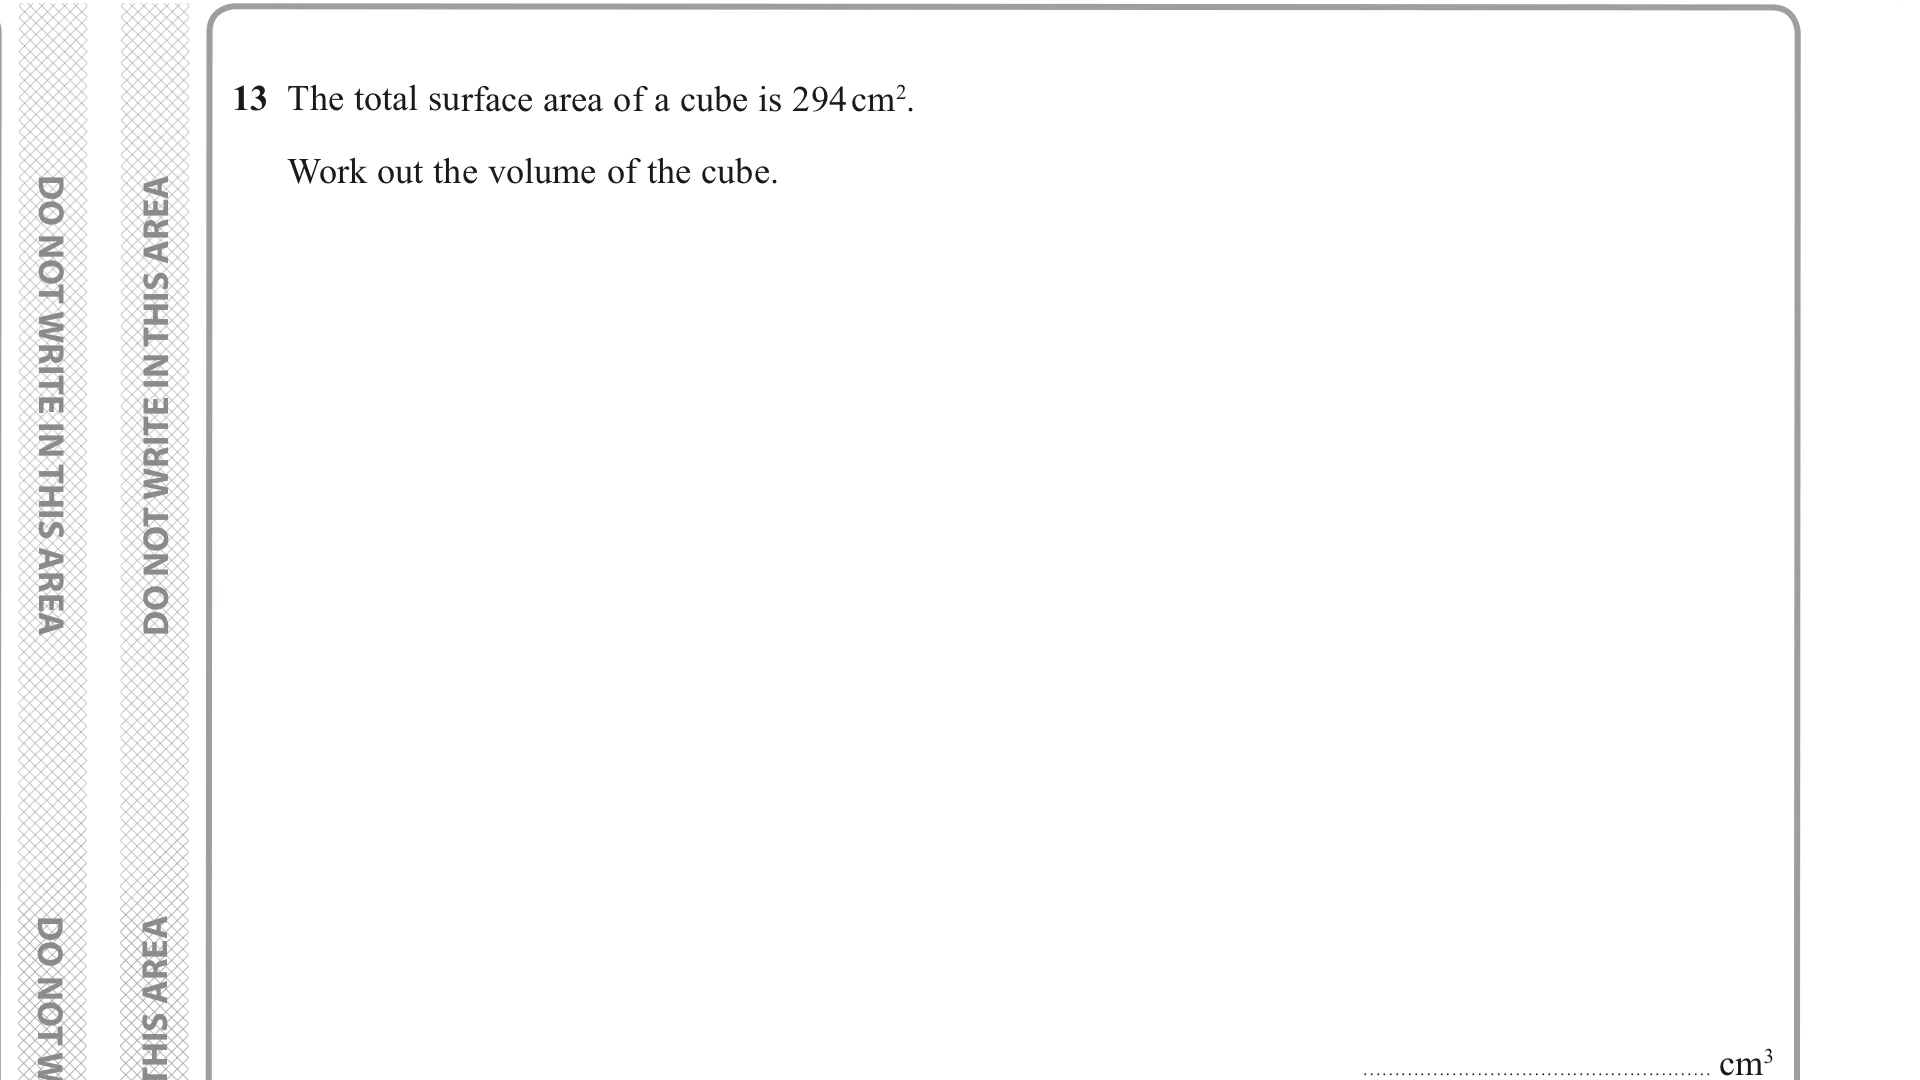 DO NOT WRITE IN THIS AREA
DO NOT WRITE IN THIS AREA
13 The total surface area of a cube is 294 cm².
Work out the volume of the cube.
DO NOT W
THIS AREA
.................................................... cm³